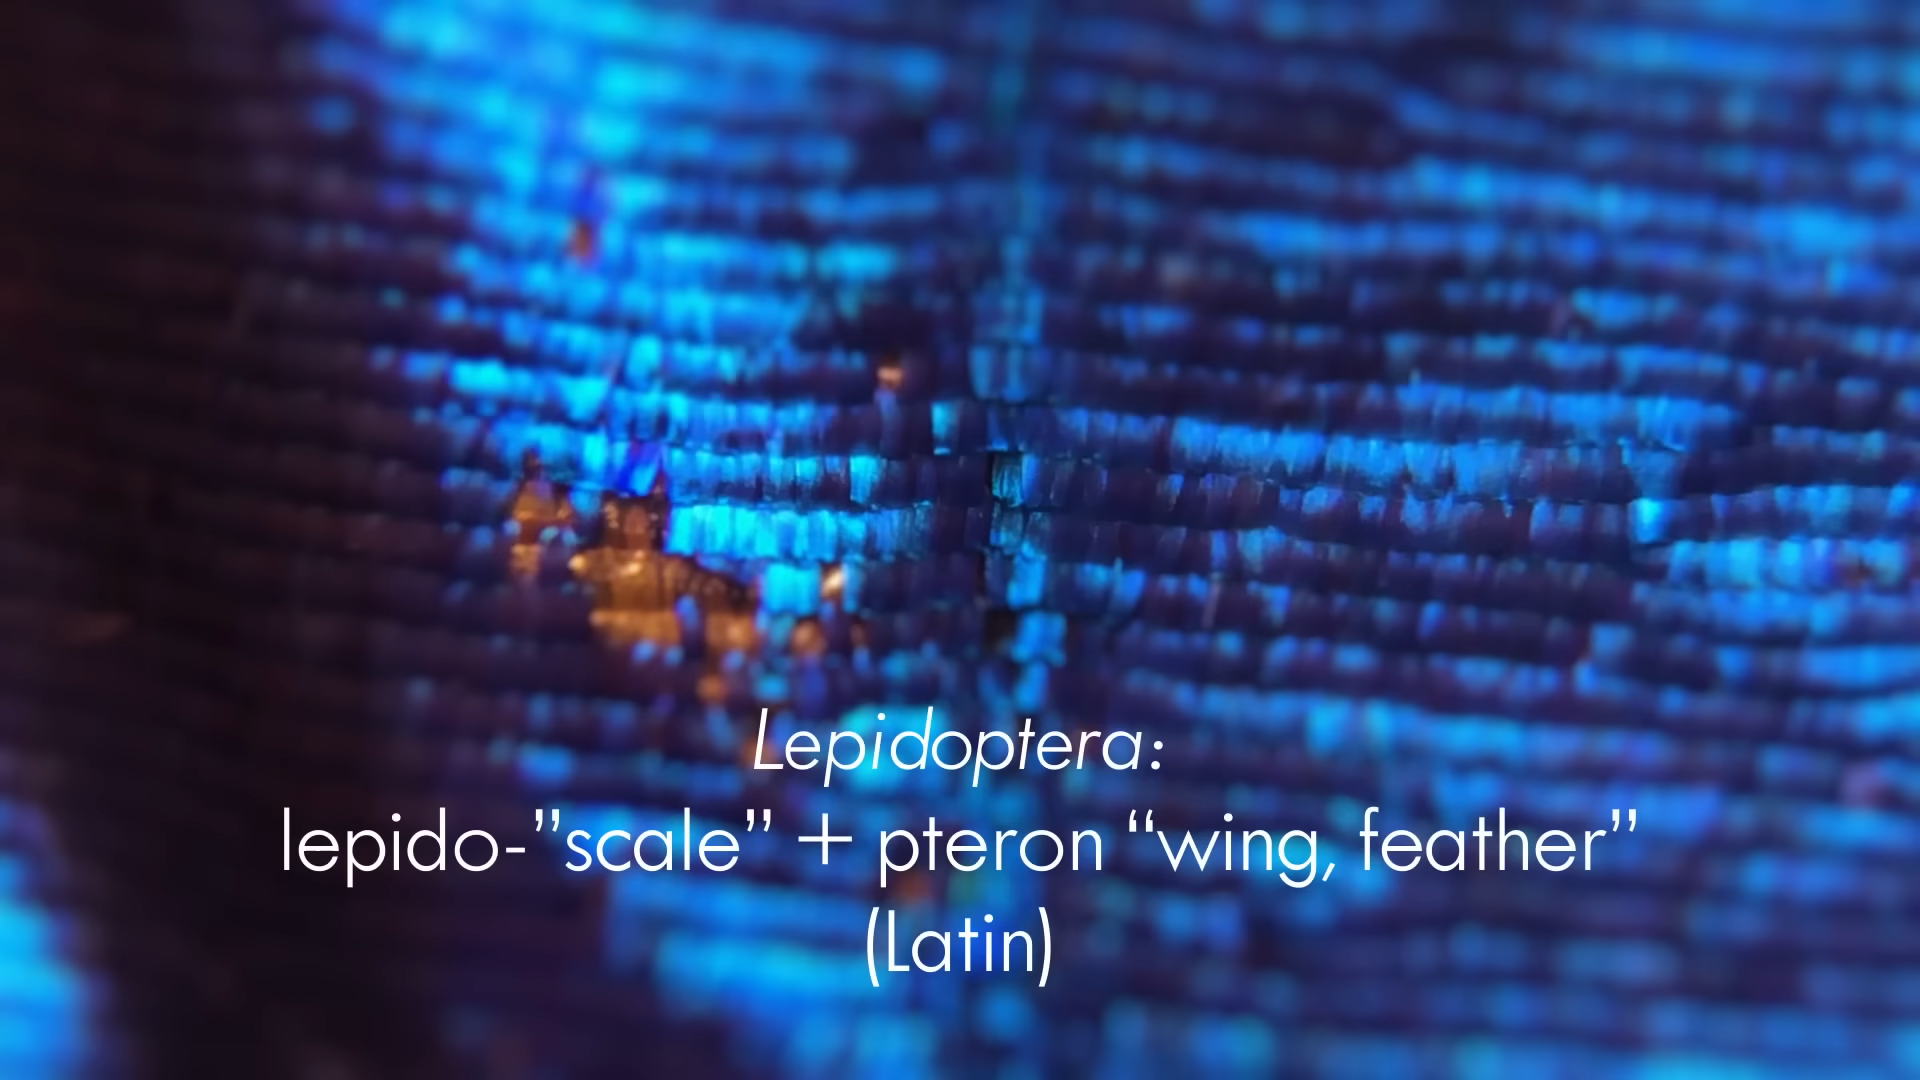 Lepidoptera:
lepido-”scale” + pteron “wing, feather”
(Latin)